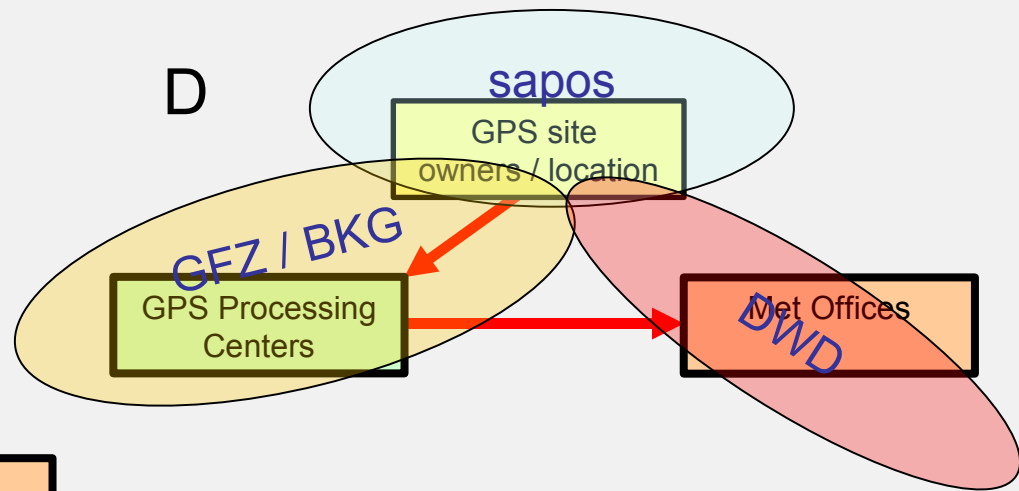 D
sapos
GPS site
owners / location
GFZ / BKG
GPS Processing
Centers
Met Offices
DWD